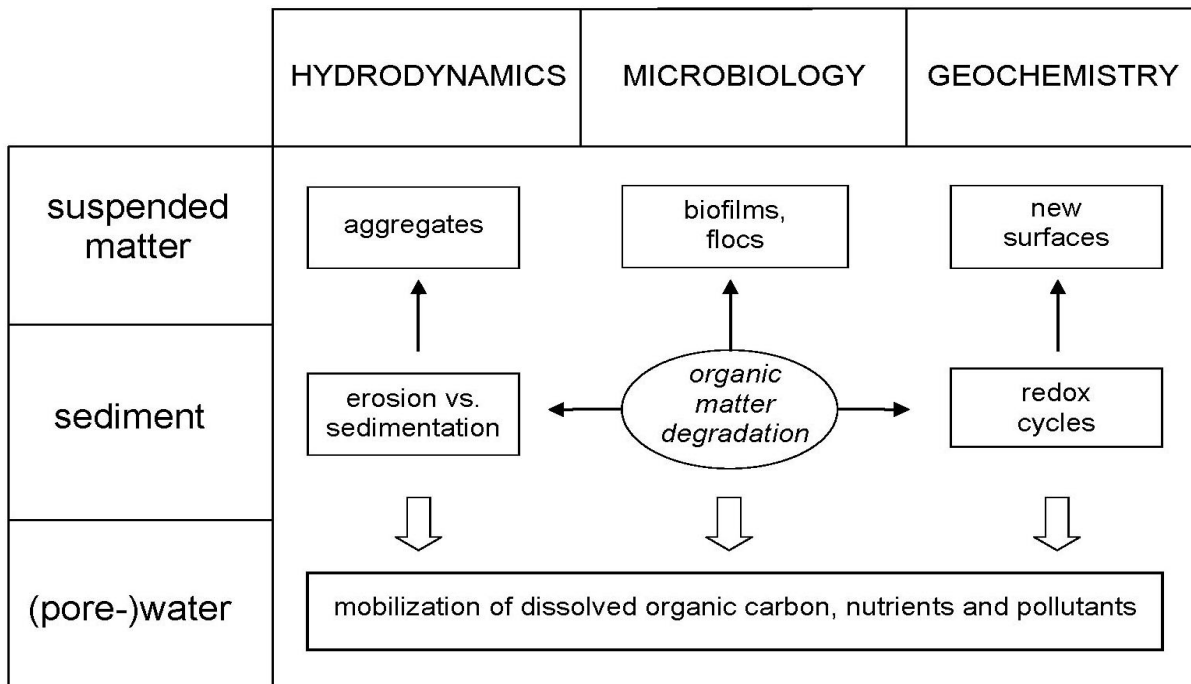 HYDRODYNAMICS MICROBIOLOGY GEOCHEMISTRY
suspended
matter
aggregates
biofilms,
flocs
new
surfaces
sediment
erosion vs.
sedimentation
organic
matter
degradation
redox
cycles
(pore-)water
mobilization of dissolved organic carbon, nutrients and pollutants